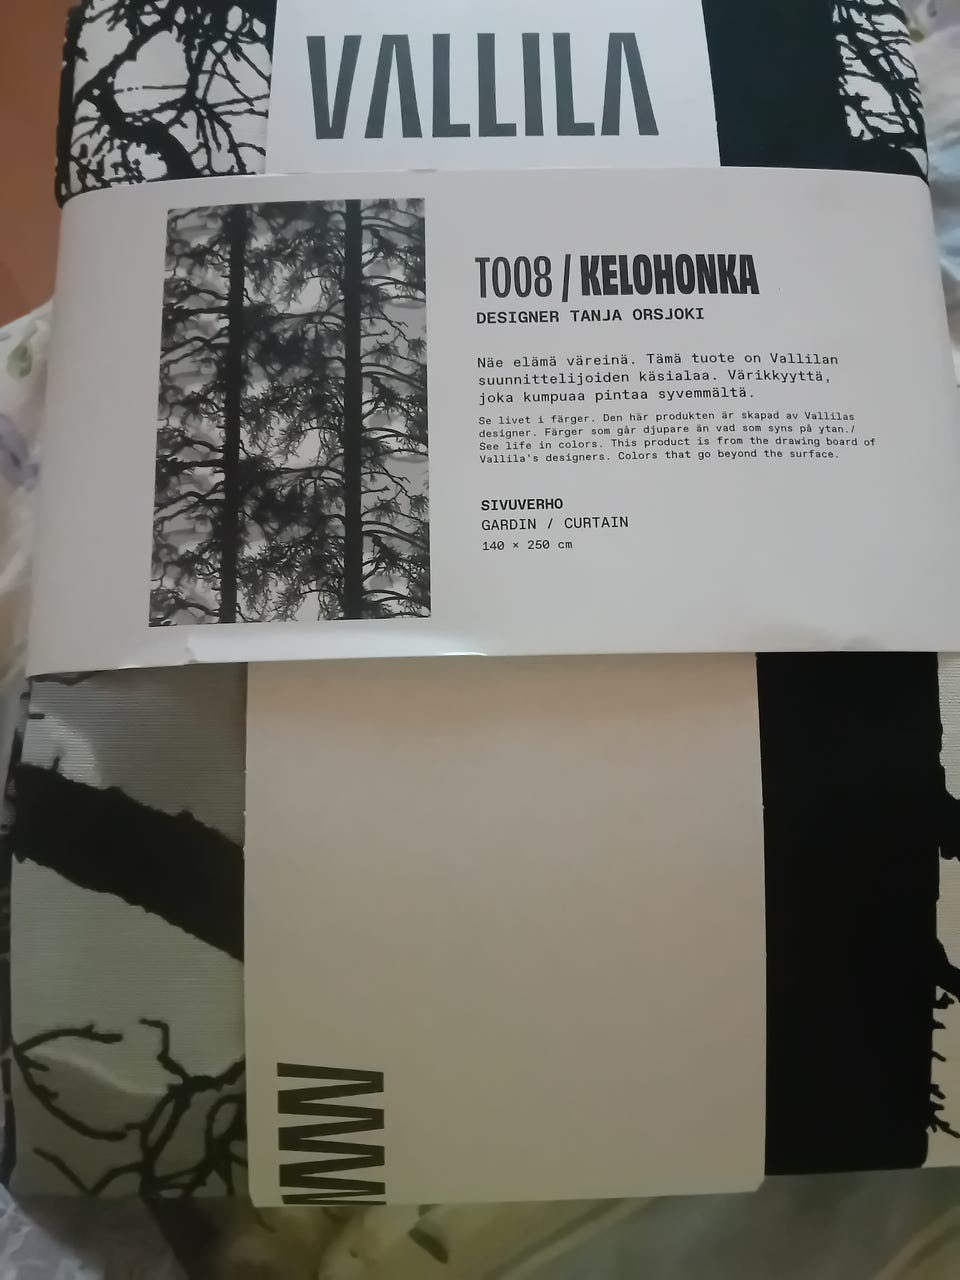 VALLILA
T008 / KELOHONKA
DESIGNER TANJA ORSJOKI
Näe elämä väreinä. Tämä tuote on Vallilan
suunnittelijoiden käsialaa. Värikkyyttä,
joka kumpuaa pintaa syvemmältä.
Se livet i färger. Den här produkten är skapad av Vallilas
designer. Färger som går djupare än vad som syns på ytan./
See life in colors. This product is from the drawing board of
Vallila's designers. Colors that go beyond the surface.
SIVUVERHO
GARDIN / CURTAIN
140 × 250 cm